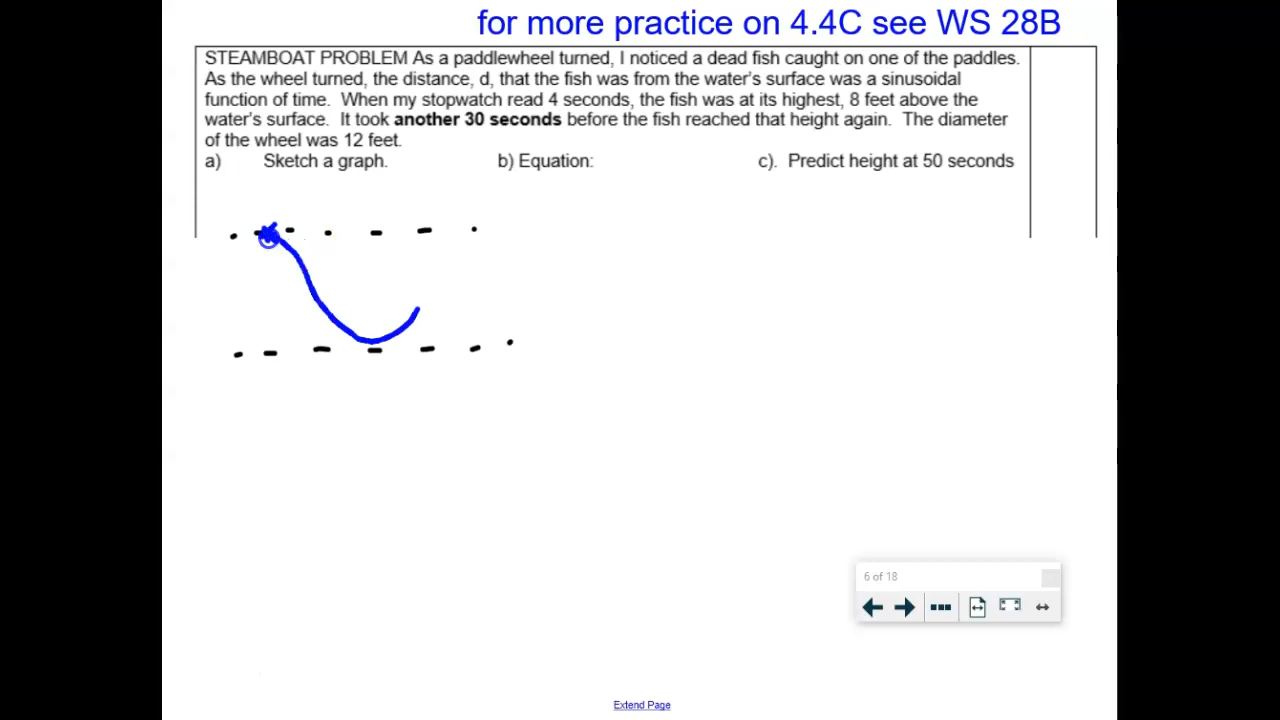 for more practice on 4.4C see WS 28B
STEAMBOAT PROBLEM As a paddlewheel turned, I noticed a dead fish caught on one of the paddles.
As the wheel turned, the distance, d, that the fish was from the water's surface was a sinusoidal
function of time. When my stopwatch read 4 seconds, the fish was at its highest, 8 feet above the
water's surface. It took another 30 seconds before the fish reached that height again. The diameter
of the wheel was 12 feet.
a) Sketch a graph. b) Equation: c). Predict height at 50 seconds
6 of 18
Extend Page